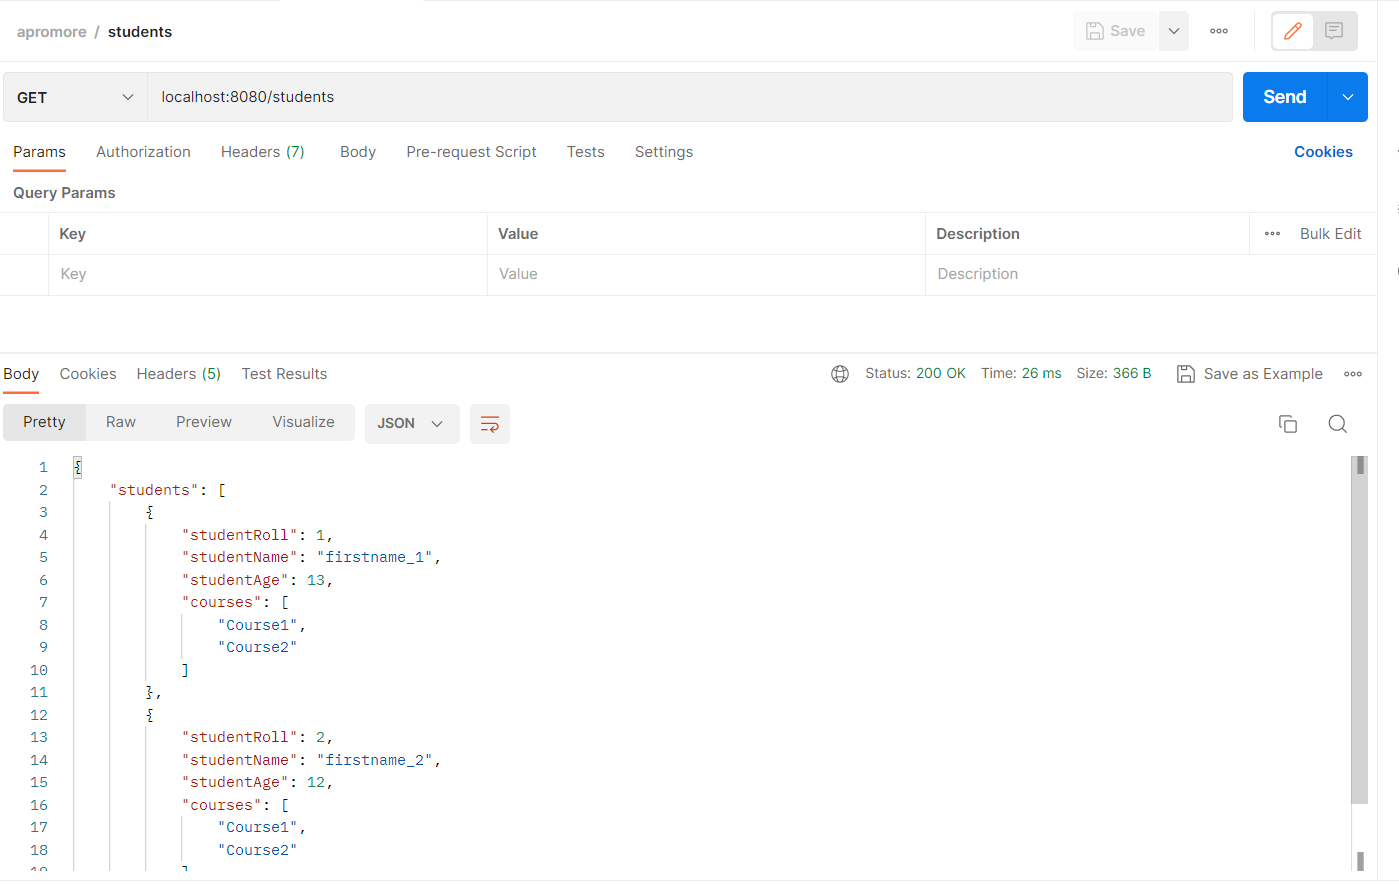 apromore / students
Save
GET localhost:8080/students Send
Params Authorization Headers (7) Body Pre-request Script Tests Settings Cookies
Query Params
Key Value Description Bulk Edit
Key Value Description
Body Cookies Headers (5) Test Results Status: 200 OK Time: 26 ms Size: 366 B Save as Example
Pretty Raw Preview Visualize JSON
1 {
2 "students": [
3 {
4 "studentRoll": 1,
5 "studentName": "firstname_1",
6 "studentAge": 13,
7 "courses": [
8 "Course1",
9 "Course2"
10 ]
11 },
12 {
13 "studentRoll": 2,
14 "studentName": "firstname_2",
15 "studentAge": 12,
16 "courses": [
17 "Course1",
18 "Course2"
19 ]